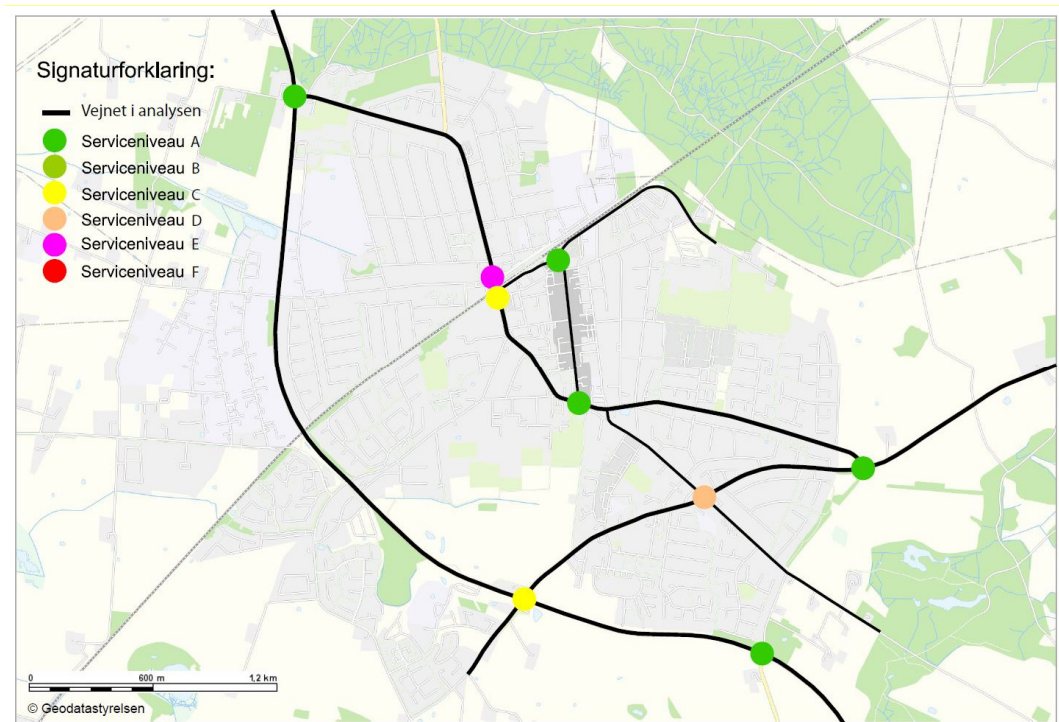 Signaturforklaring:
Vejnet i analysen
Serviceniveau A
Serviceniveau B
Serviceniveau C
Serviceniveau D
Serviceniveau E
Serviceniveau F
0 600 m 1,2 km
© Geodatastyrelsen